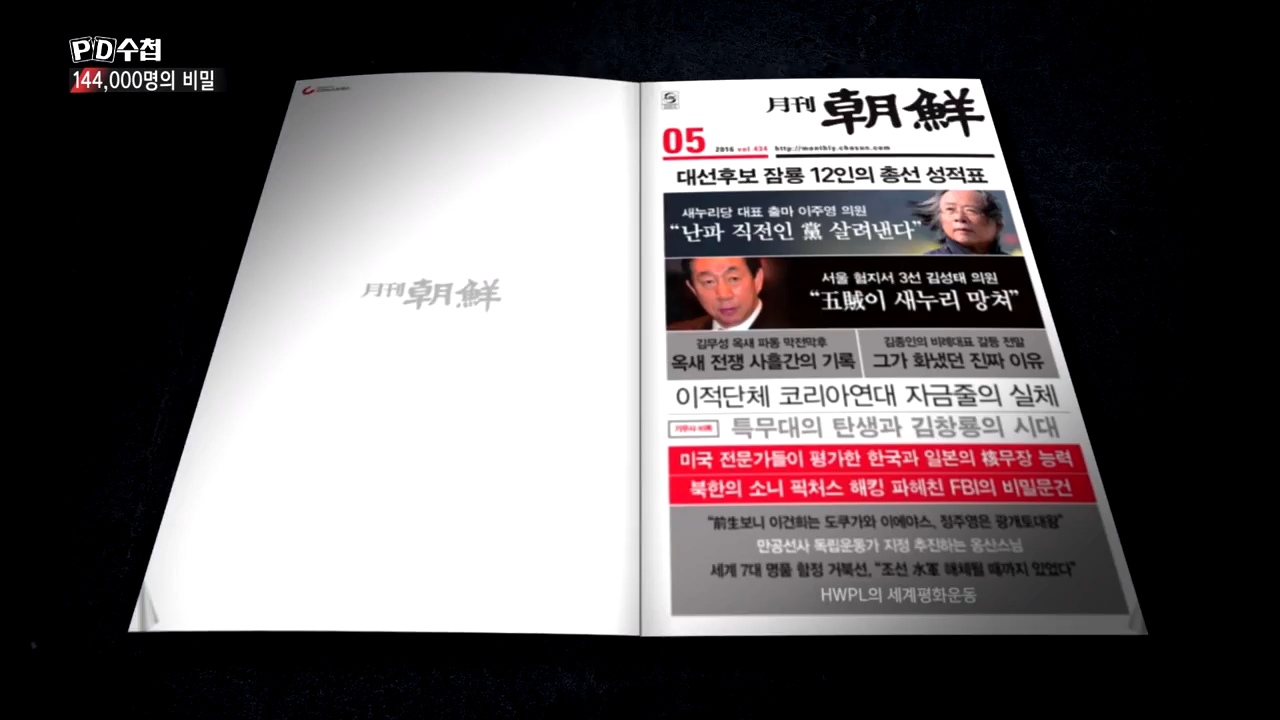 PD수첩
144,000명의 비밀
月刊 朝鮮
月刊 朝鮮
05
2016 vol 434 http://monthly.chosun.com
대선후보 잠룡 12인의 총선 성적표
새누리당 대표 출마 이주영 의원
“난파 직전인 黨 살려낸다”
서울 험지서 3선 김성태 의원
“五賊이 새누리 망쳐”
김무성 옥새 파동 막전막후
옥새 전쟁 사흘간의 기록
김종인의 비례대표 갈등 전말
그가 화냈던 진짜 이유
이적단체 코리아연대 자금줄의 실체
특무대의 탄생과 김창룡의 시대
미국 전문가들이 평가한 한국과 일본의 核무장 능력
북한의 소니 픽처스 해킹 파헤친 FBI의 비밀문건
“前生보니 이건희는 도쿠가와 이에야스, 정주영은 광개토대왕”
만공선사 독립운동가 지정 추진하는 옹산스님
세계 7대 명품 함정 거북선, “조선 水軍 해체될 때까지 있었다”
HWPL의 세계평화운동